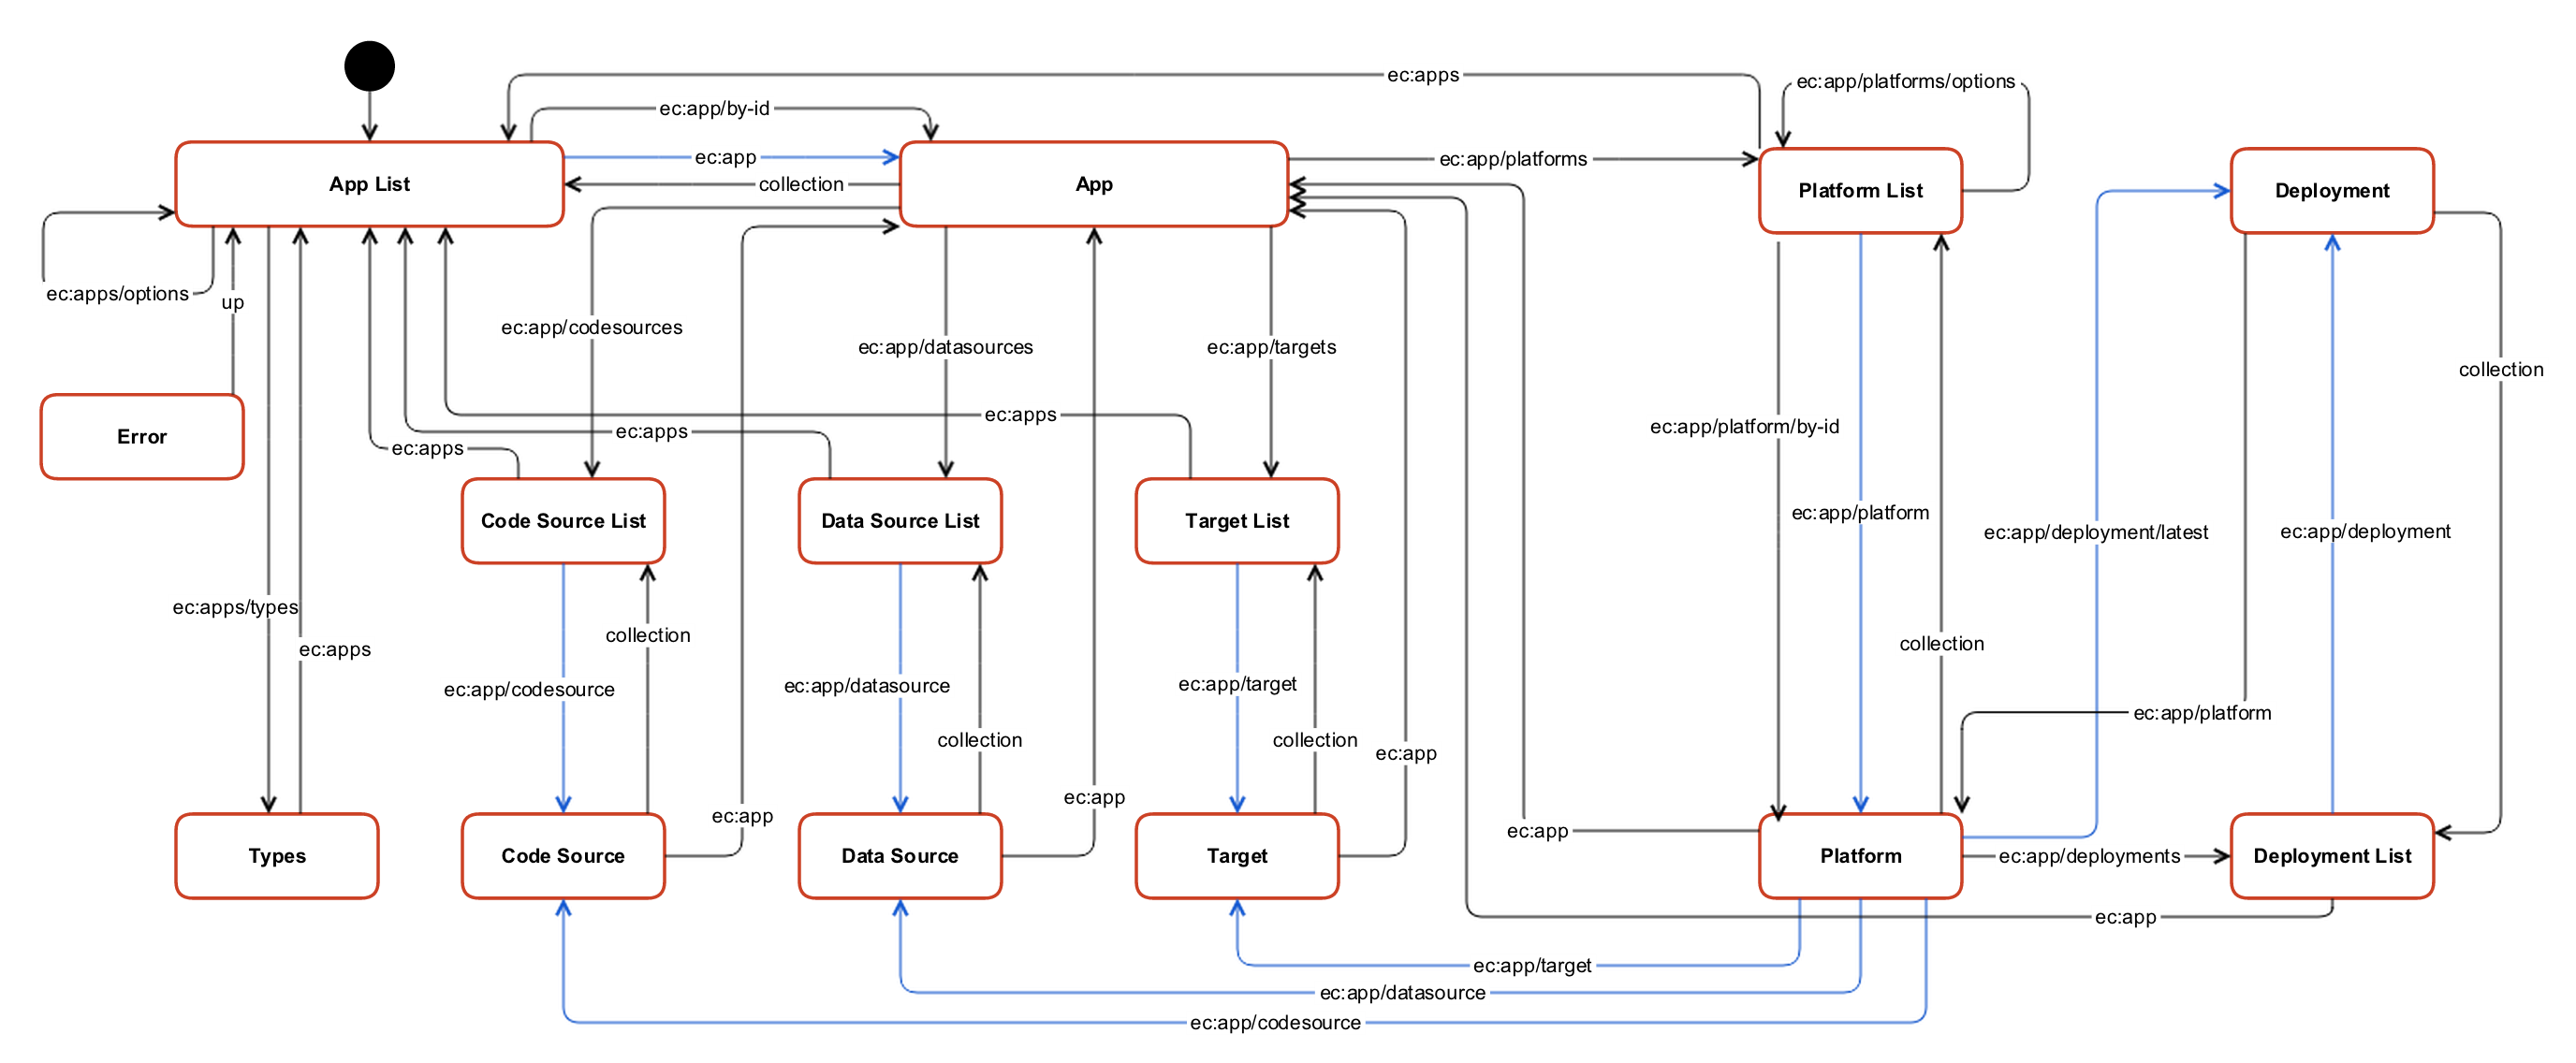 ec:apps
ec:app/platforms/options
ec:app/by-id
ec:app
ec:app/platforms
App List
collection
App
Platform List
Deployment
ec:apps/options
up
ec:app/codesources
ec:app/datasources
ec:app/targets
collection
ec:apps
ec:app/platform/by-id
ec:apps
Error
ec:apps
Code Source List
Data Source List
Target List
ec:app/platform
ec:app/deployment/latest
ec:app/deployment
ec:apps/types
collection
collection
ec:apps
ec:app/codesource
ec:app/datasource
ec:app/target
ec:app/platform
collection
collection
ec:app
ec:app
ec:app
ec:app
Types
Code Source
Data Source
Target
Platform
ec:app/deployments
Deployment List
ec:app
ec:app/target
ec:app/datasource
ec:app/codesource